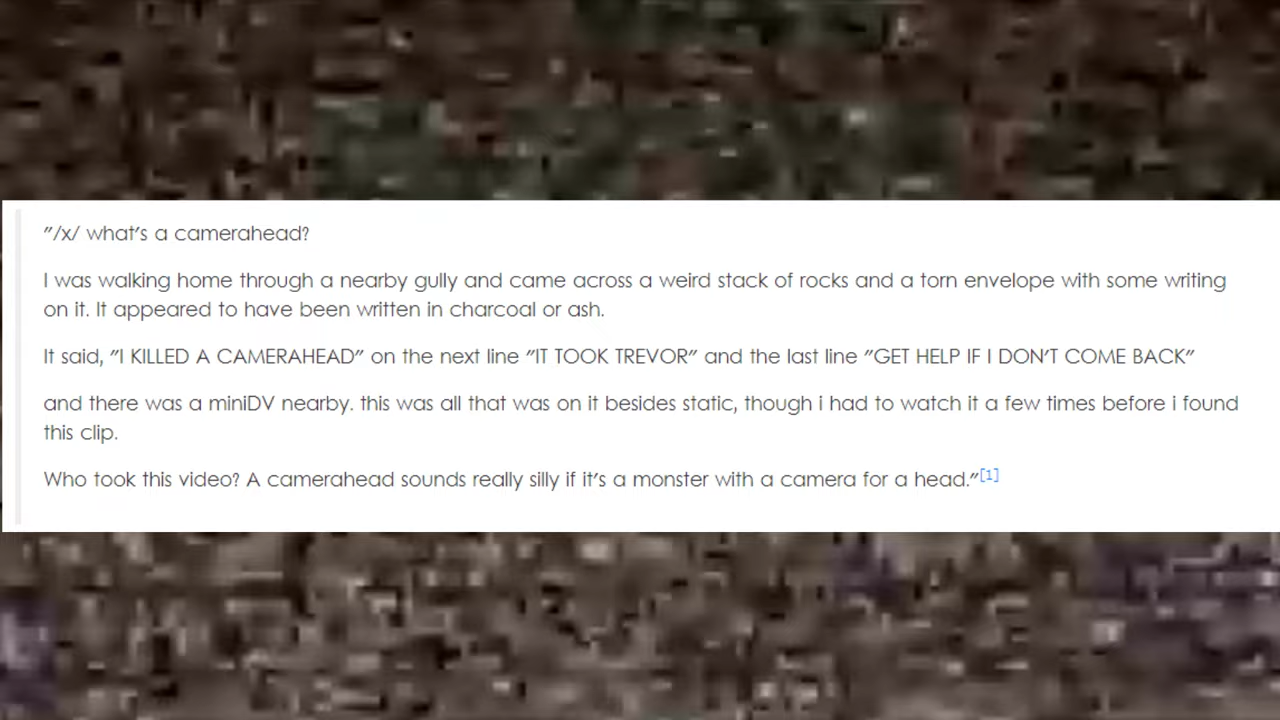 "/x/ what's a camerahead?
I was walking home through a nearby gully and came across a weird stack of rocks and a torn envelope with some writing
on it. It appeared to have been written in charcoal or ash.
It said, "I KILLED A CAMERAHEAD" on the next line "IT TOOK TREVOR" and the last line "GET HELP IF I DON'T COME BACK"
and there was a miniDV nearby. this was all that was on it besides static, though i had to watch it a few times before i found
this clip.
Who took this video? A camerahead sounds really silly if it's a monster with a camera for a head."[1]